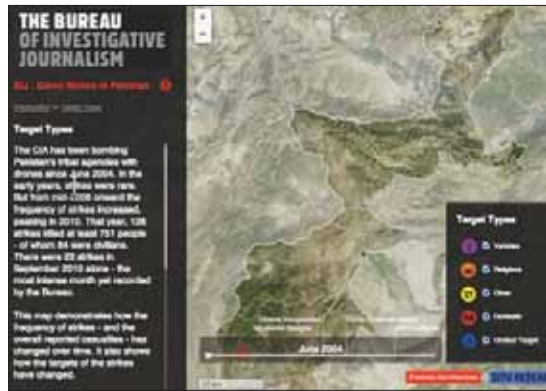 THE BUREAU
OF INVESTIGATIVE
JOURNALISM
Target Types
The CIA has been bombing
Pakistan's tribal agencies with
drones since June 2004. In the
early years, strikes were rare.
But from mid-2008 onward the
frequency of strikes increased,
peaking in 2010. That year, 128
strikes killed at least 751 people
- of whom 84 were civilians.
There were 23 strikes in
September 2010 alone - the
most intense month yet recorded
by the Bureau.
This map demonstrates how the
frequency of strikes - and the
overall reported casualties - has
changed over time. It also shows
how the targets of the strikes
have changed.
+
-
June 2004
Target Types
Vehicles
Religious
Other
Domestic
Unclear Target